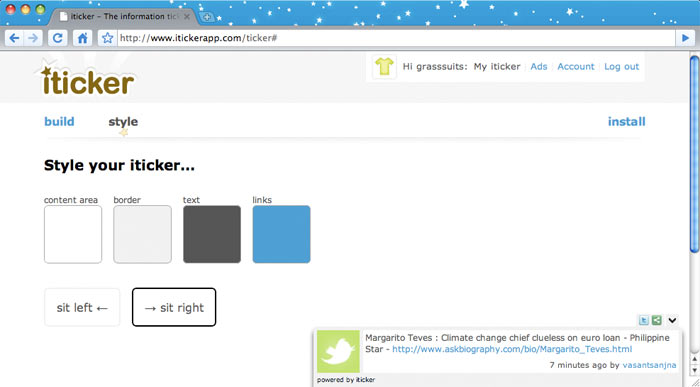 iticker – The information tic
http://www.itickerapp.com/ticker#
iticker
Hi grasssuits: My iticker | Ads | Account | Log out
build style install
Style your iticker...
content area border text links
sit left ← → sit right
Margarito Teves : Climate change chief clueless on euro loan - Philippine
Star - http://www.askbiography.com/bio/Margarito_Teves.html
7 minutes ago by vasantsanjna
powered by iticker